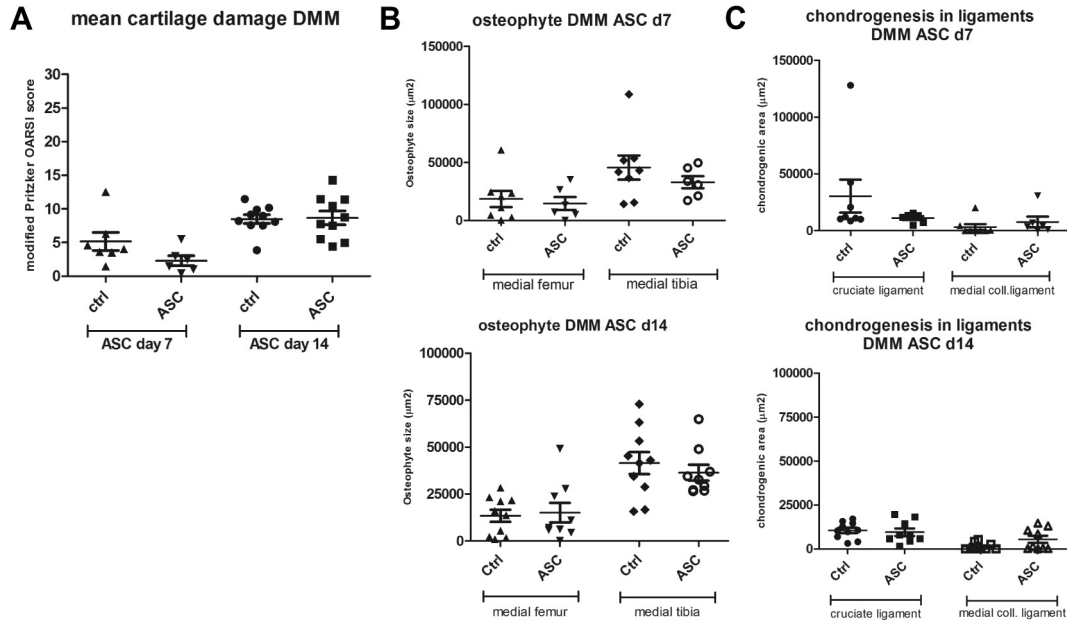 A
mean cartilage damage DMM
modified Pritzker OARSI score
30
25
20
15
10
5
0
ctrl
ASC
ctrl
ASC
ASC day 7
ASC day 14
B
osteophyte DMM ASC d7
Osteophyte size (µm2)
150000
100000
50000
0
ctrl
ASC
ctrl
ASC
medial femur
medial tibia
osteophyte DMM ASC d14
Osteophyte size (µm2)
100000
75000
50000
25000
0
Ctrl
ASC
Ctrl
ASC
medial femur
medial tibia
C
chondrogenesis in ligaments
DMM ASC d7
chondrogenic area (µm2)
150000
100000
50000
0
ctrl
ASC
ctrl
ASC
cruciate ligament
medial coll.ligament
chondrogenesis in ligaments
DMM ASC d14
chondrogenic area (µm2)
100000
75000
50000
25000
0
Ctrl
ASC
Ctrl
ASC
cruciate ligament
medial coll. ligament